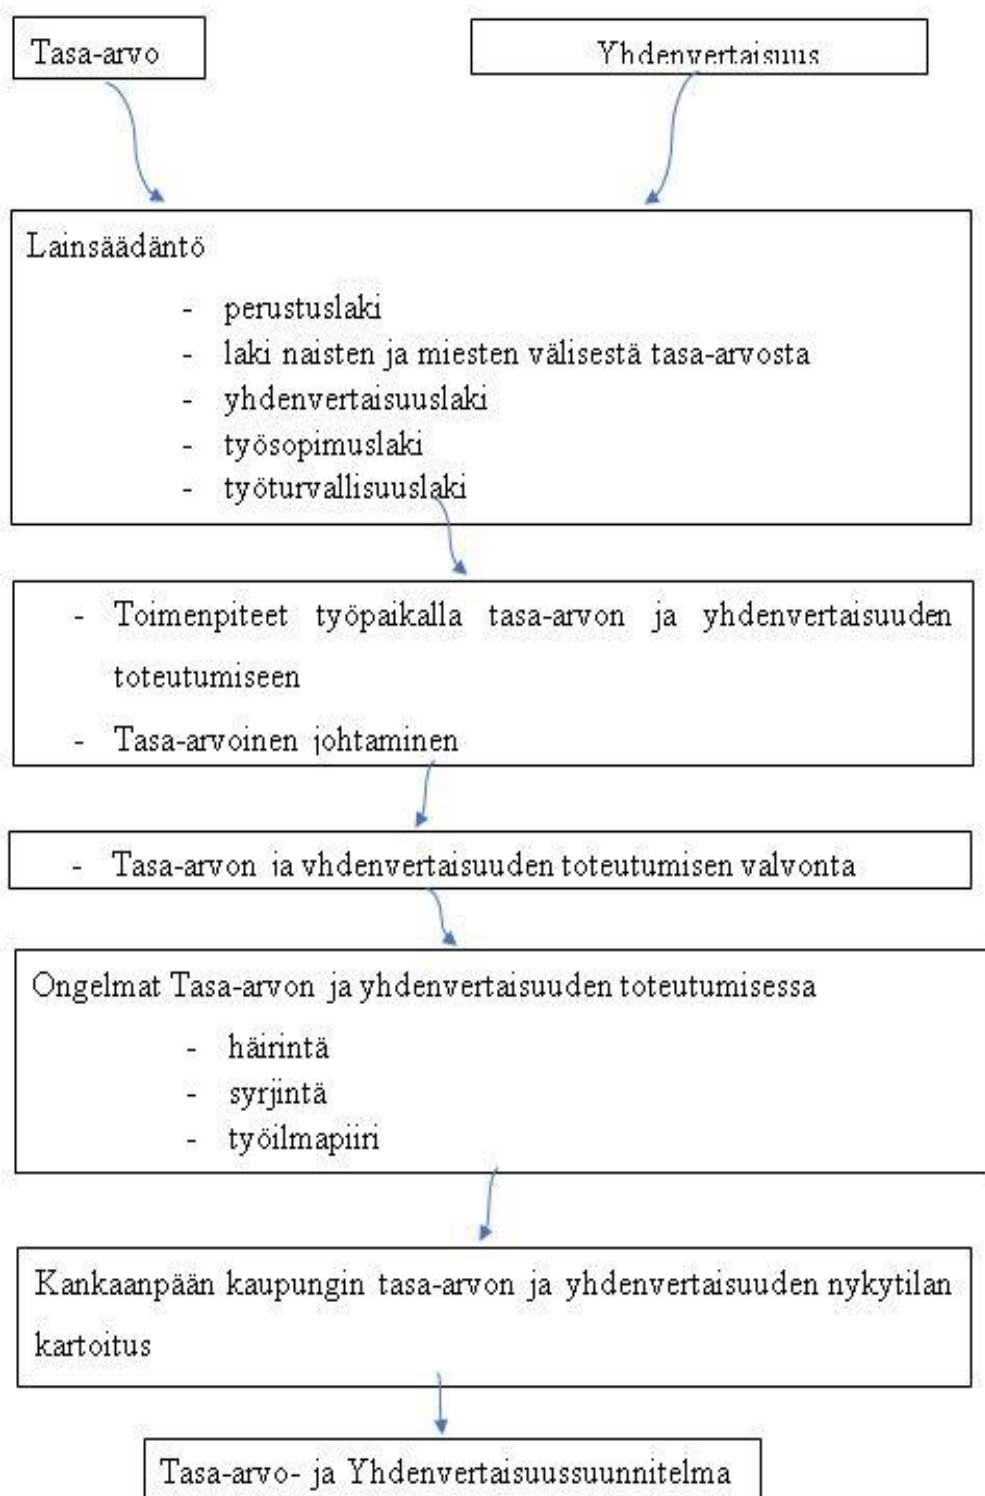 Tasa-arvo
Yhdenvertaisuus
Lainsäädäntö
- perustuslaki
- laki naisten ja miesten välisestä tasa-arvosta
- yhdenvertaisuuslaki
- työsopimuslaki
- työturvallisuuslaki
- Toimenpiteet työpaikalla tasa-arvon ja yhdenvertaisuuden
toteutumiseen
- Tasa-arvoinen johtaminen
- Tasa-arvon ja yhdenvertaisuuden toteutumisen valvonta
Ongelmat Tasa-arvon ja yhdenvertaisuuden toteutumisessa
- häirintä
- syrjintä
- työilmapiiri
Kankaanpään kaupungin tasa-arvon ja yhdenvertaisuuden nykytilan
kartoitus
Tasa-arvo- ja Yhdenvertaisuussuunnitelma